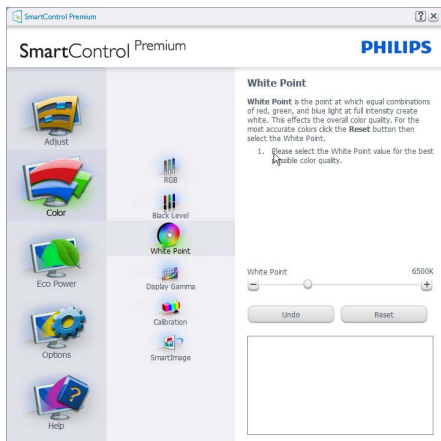 SmartControl Premium
SmartControl Premium
PHILIPS
Adjust
Color
Eco Power
Options
Help
RGB
Black Level
White Point
Display Gamma
Calibration
SmartImage
White Point
White Point is the point at which equal combinations
of red, green, and blue light at full intensity create
white. This effects the overall color quality. For the
most accurate colors click the Reset button then
select the White Point.
1. Please select the White Point value for the best
possible color quality.
White Point 6500K
Undo Reset